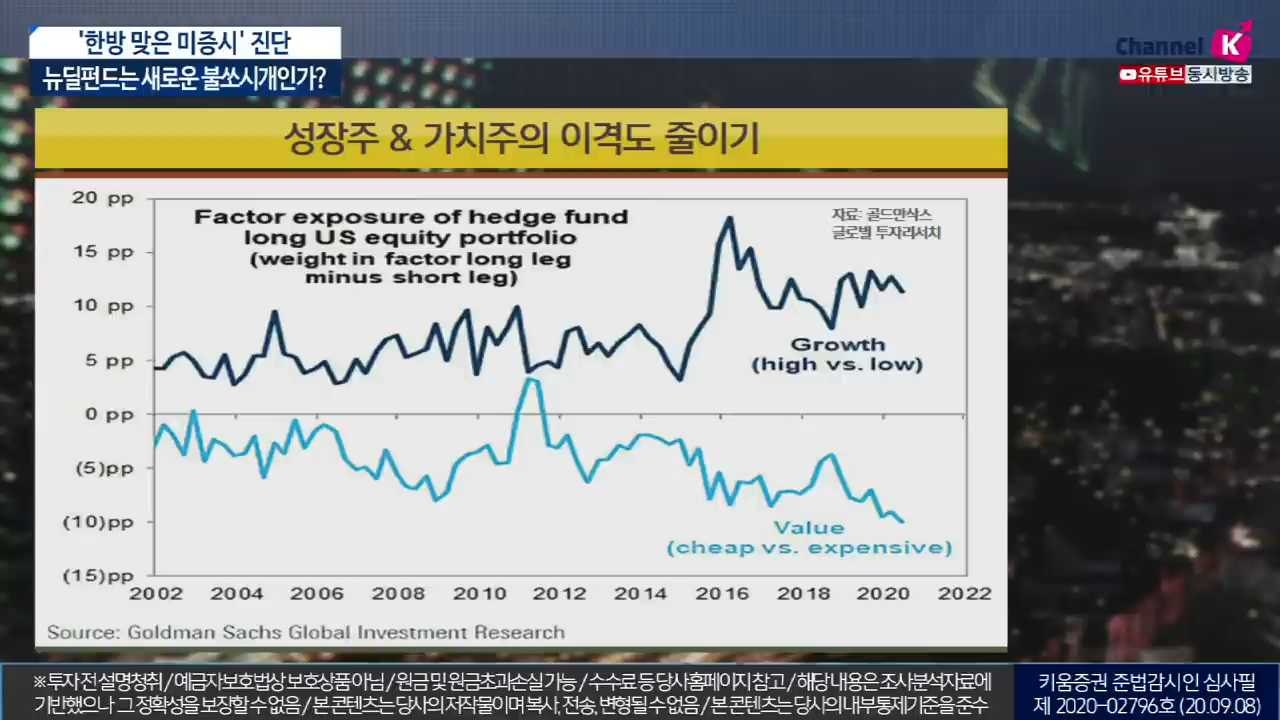 '한방 맞은 미증시' 진단
뉴딜펀드는 새로운 불쏘시개인가?
Channel K
유튜브 동시방송
성장주 & 가치주의 이격도 줄이기
20 pp
15 pp
10 pp
5 pp
0 pp
(5)pp
(10)pp
(15)pp
Factor exposure of hedge fund
long US equity portfolio
(weight in factor long leg
minus short leg)
자료: 골드만삭스
글로벌 투자리서치
Growth
(high vs. low)
Value
(cheap vs. expensive)
2002 2004 2006 2008 2010 2012 2014 2016 2018 2020 2022
Source: Goldman Sachs Global Investment Research
※ 투자 전 설명청취 / 예금자보호법상 보호상품 아님 / 원금 및 원금초과손실 가능 / 수수료 등 당사홈페이지 참고 / 해당 내용은 조사분석자료에
기반했으나 그 정확성을 보장할 수 없음 / 본 콘텐츠는 당사의 저작물이며 복사, 전송, 변형될 수 없음 / 본 콘텐츠는 당사의 내부통제기준을 준수
키움증권 준법감시인 심사필
제 2020-02796호 (20.09.08)